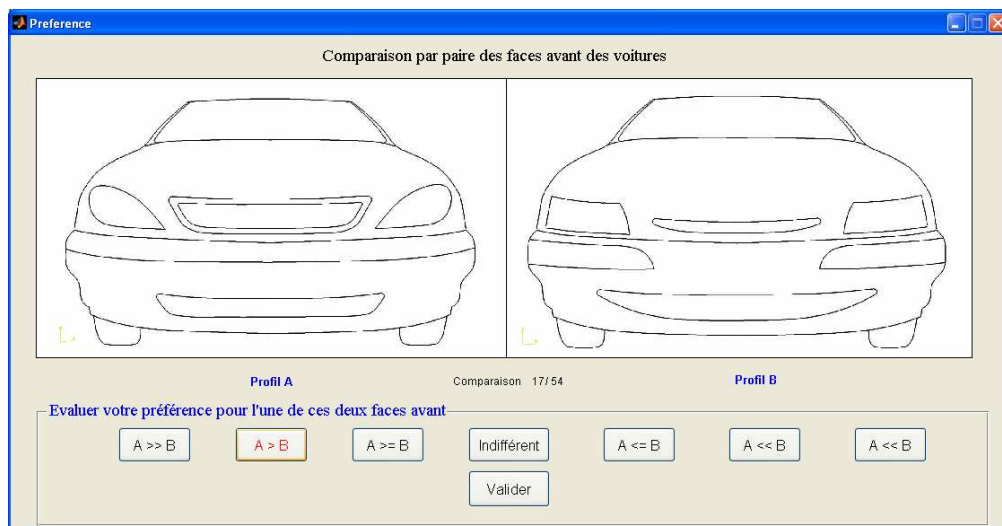 Preference
Comparaison par paire des faces avant des voitures
Profil A
Comparaison 17/ 54
Profil B
Evaluer votre préférence pour l'une de ces deux faces avant
A >> B
A > B
A >= B
Indifférent
A <= B
A << B
A << B
Valider